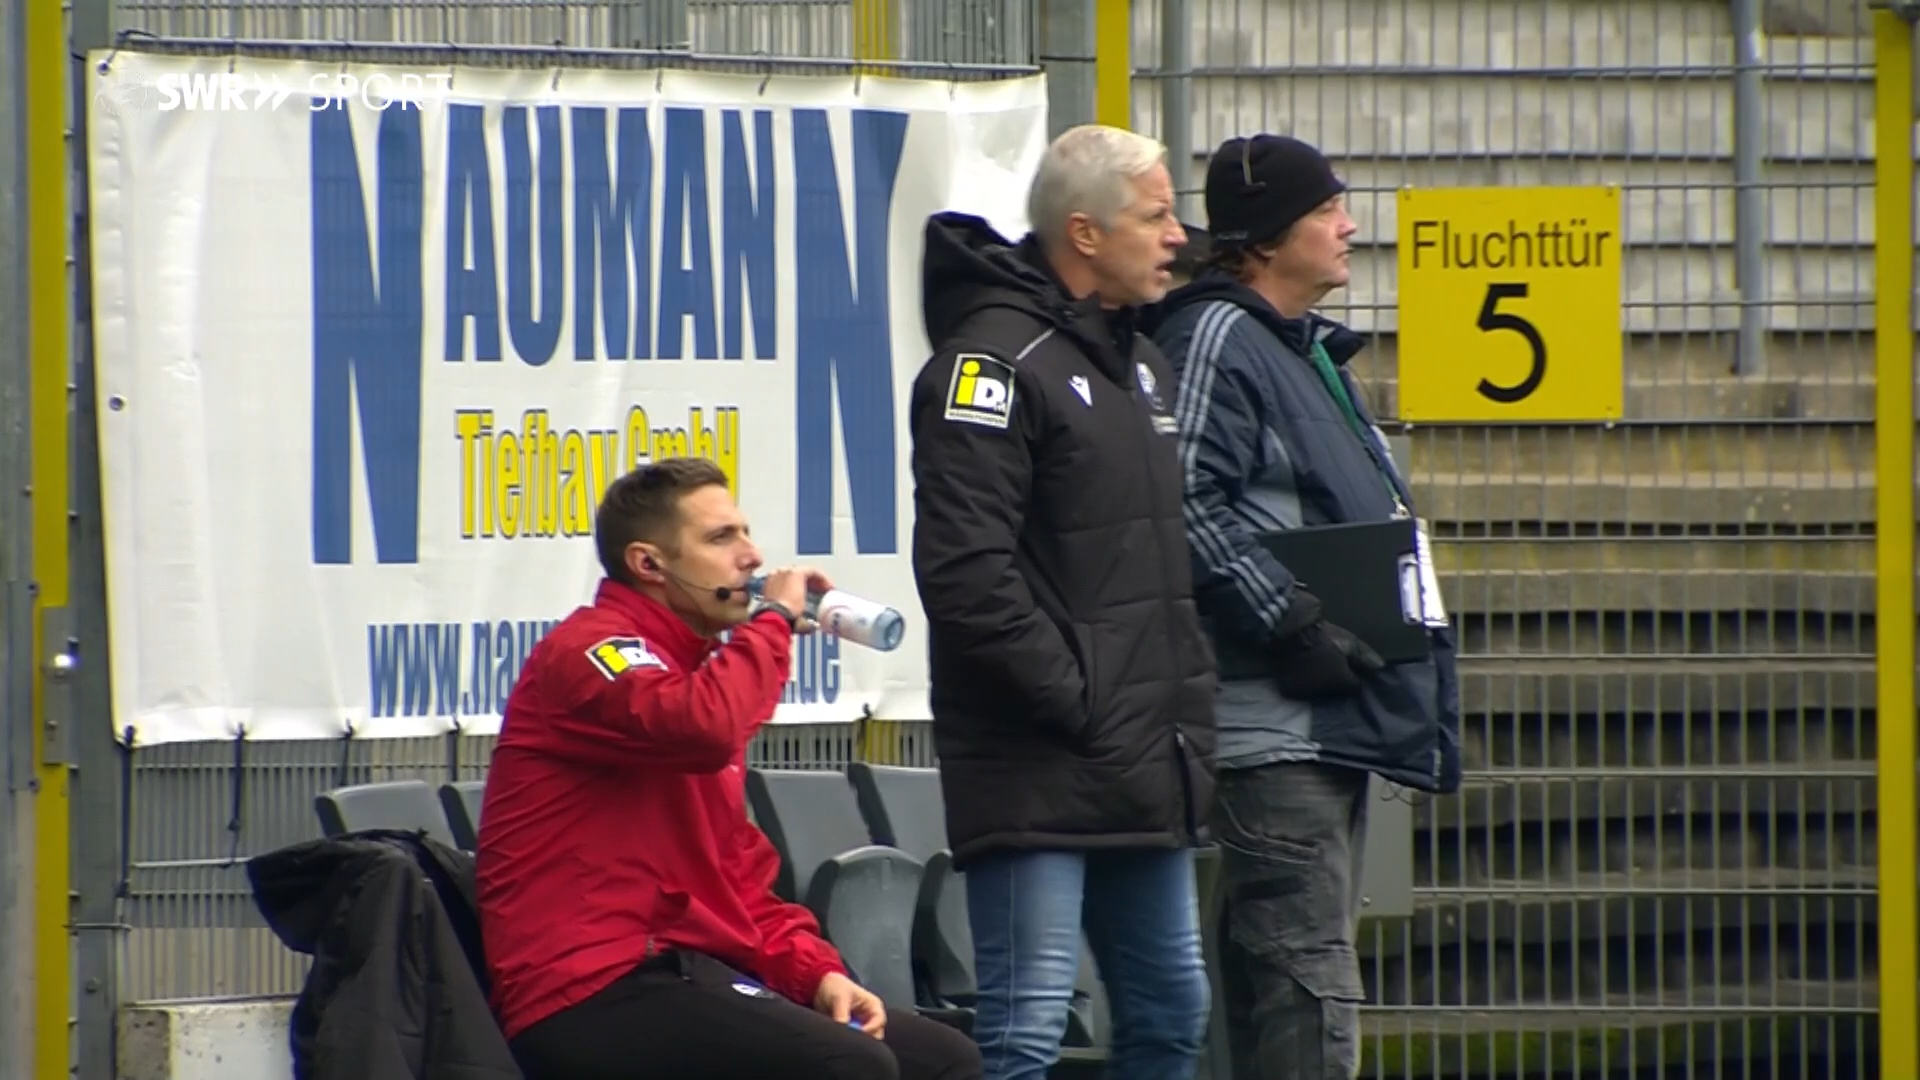 SWR» SPORT
NAUMANN
Tiefbau GmbH
Fluchttür
5
iD
iD